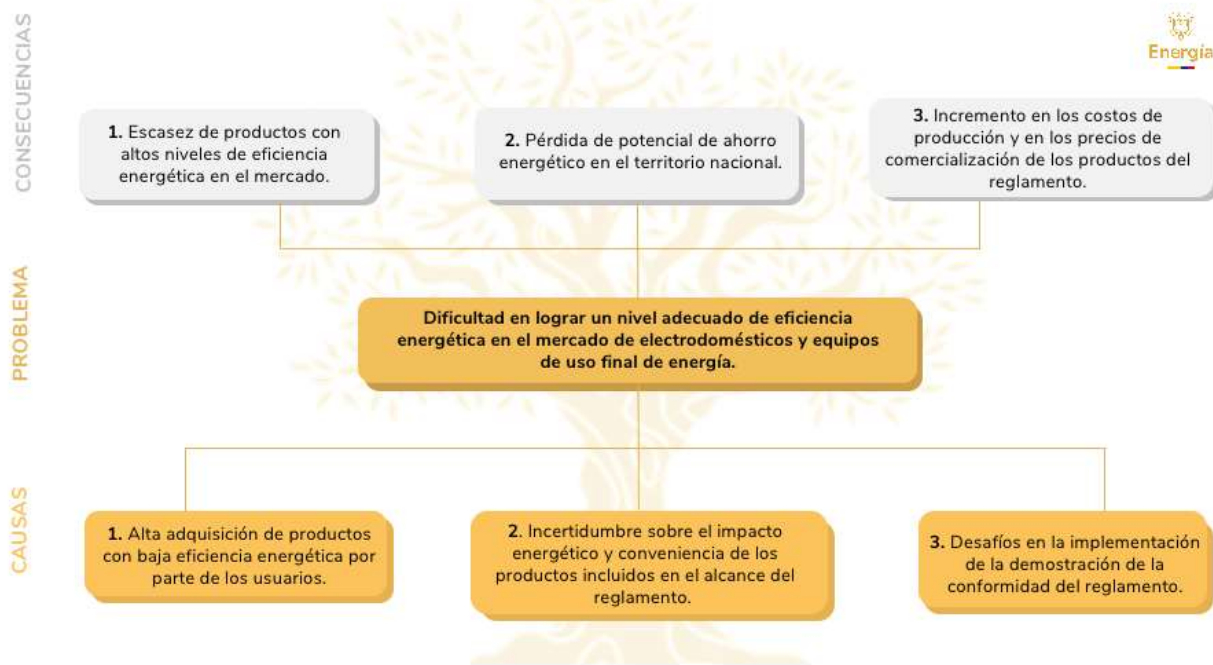 CONSECUENCIAS
Energía
1. Escasez de productos con
altos niveles de eficiencia
energética en el mercado.
2. Pérdida de potencial de ahorro
energético en el territorio nacional.
3. Incremento en los costos de
producción y en los precios de
comercialización de los productos del
reglamento.
PROBLEMA
Dificultad en lograr un nivel adecuado de eficiencia
energética en el mercado de electrodomésticos y equipos
de uso final de energía.
CAUSAS
1. Alta adquisición de productos
con baja eficiencia energética por
parte de los usuarios.
2. Incertidumbre sobre el impacto
energético y conveniencia de los
productos incluidos en el alcance del
reglamento.
3. Desafíos en la implementación
de la demostración de la
conformidad del reglamento.